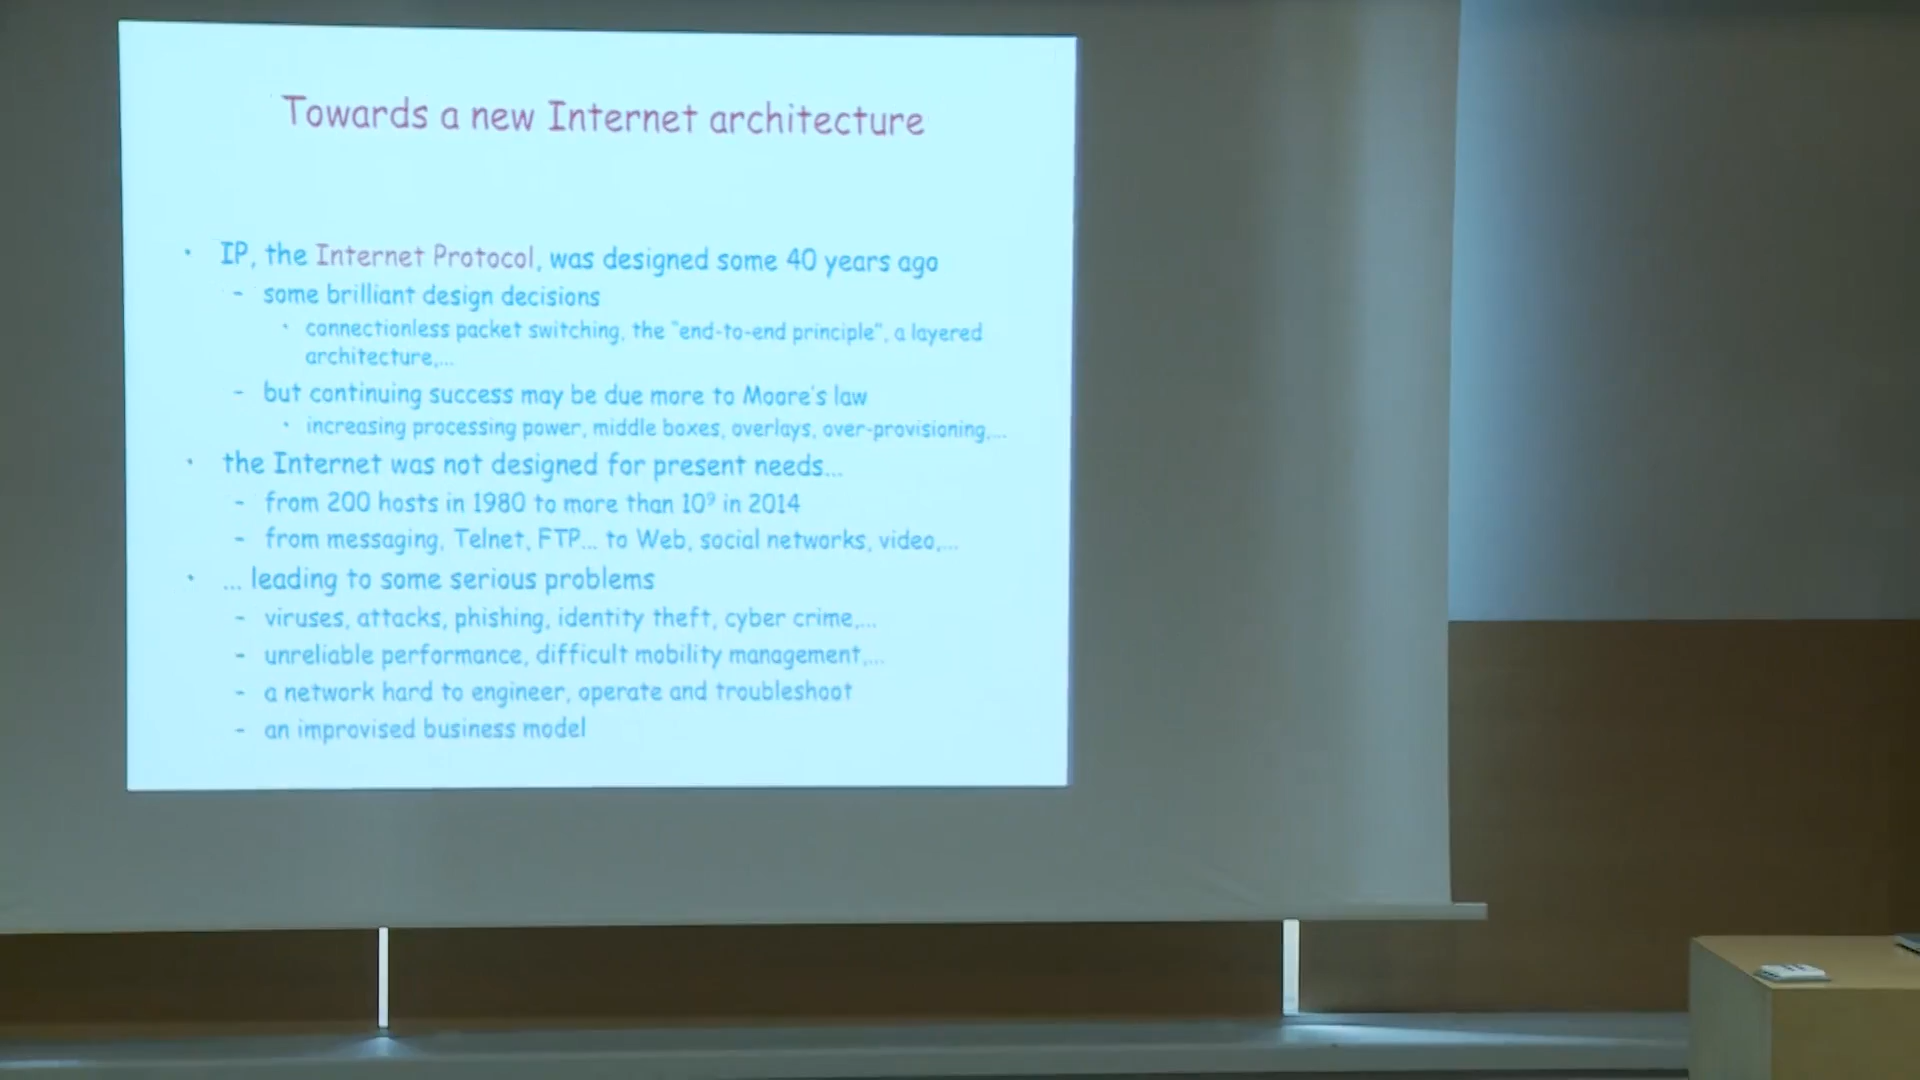 Towards a new Internet architecture
• IP, the Internet Protocol, was designed some 40 years ago
- some brilliant design decisions
• connectionless packet switching, the "end-to-end principle", a layered
architecture,...
- but continuing success may be due more to Moore's law
• increasing processing power, middle boxes, overlays, over-provisioning,...
• the Internet was not designed for present needs...
- from 200 hosts in 1980 to more than 10⁹ in 2014
- from messaging, Telnet, FTP... to Web, social networks, video,...
• ... leading to some serious problems
- viruses, attacks, phishing, identity theft, cyber crime,...
- unreliable performance, difficult mobility management,...
- a network hard to engineer, operate and troubleshoot
- an improvised business model